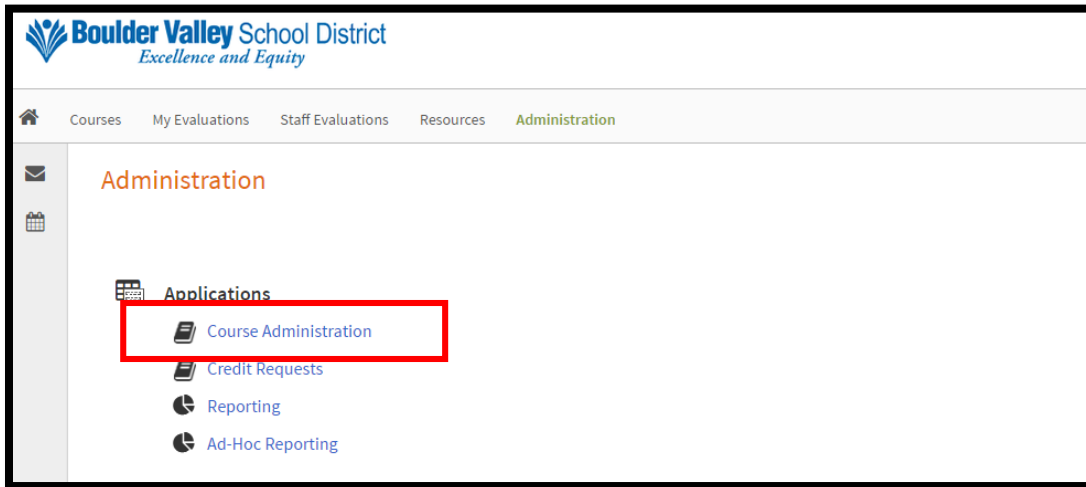 Boulder Valley School District
Excellence and Equity
Courses My Evaluations Staff Evaluations Resources Administration
Administration
Applications
Course Administration
Credit Requests
Reporting
Ad-Hoc Reporting